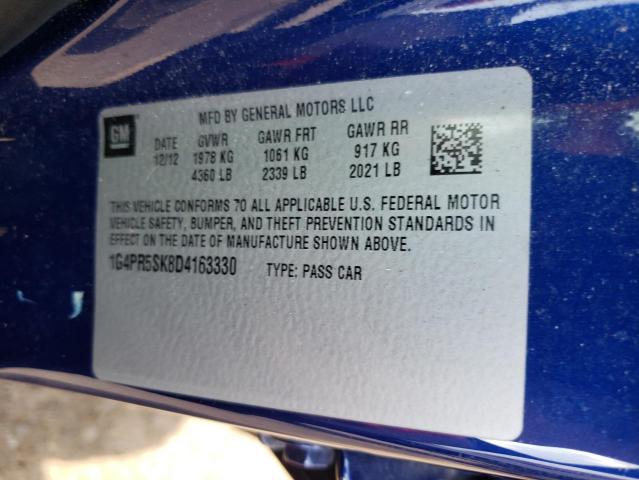 MFD BY GENERAL MOTORS LLC
GM
DATE GVWR GAWR FRT GAWR RR
12/12 1978 KG 1061 KG 917 KG
4360 LB 2339 LB 2021 LB
THIS VEHICLE CONFORMS TO ALL APPLICABLE U.S. FEDERAL MOTOR
VEHICLE SAFETY, BUMPER, AND THEFT PREVENTION STANDARDS IN
EFFECT ON THE DATE OF MANUFACTURE SHOWN ABOVE.
1G4PR5SK8D4163330 TYPE: PASS CAR